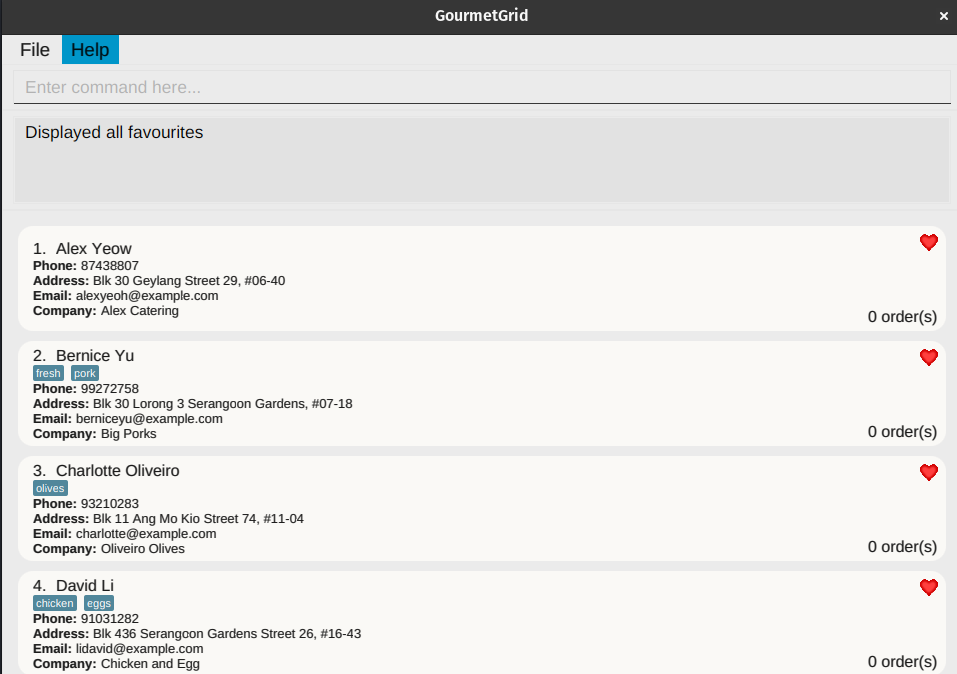 GourmetGrid
×
File Help
Enter command here...
Displayed all favourites
1. Alex Yeow
Phone: 87438807
Address: Blk 30 Geylang Street 29, #06-40
Email: alexyeoh@example.com
Company: Alex Catering
0 order(s)
2. Bernice Yu
fresh pork
Phone: 99272758
Address: Blk 30 Lorong 3 Serangoon Gardens, #07-18
Email: berniceyu@example.com
Company: Big Porks
0 order(s)
3. Charlotte Oliveiro
olives
Phone: 93210283
Address: Blk 11 Ang Mo Kio Street 74, #11-04
Email: charlotte@example.com
Company: Oliveiro Olives
0 order(s)
4. David Li
chicken eggs
Phone: 91031282
Address: Blk 436 Serangoon Gardens Street 26, #16-43
Email: lidavid@example.com
Company: Chicken and Egg
0 order(s)